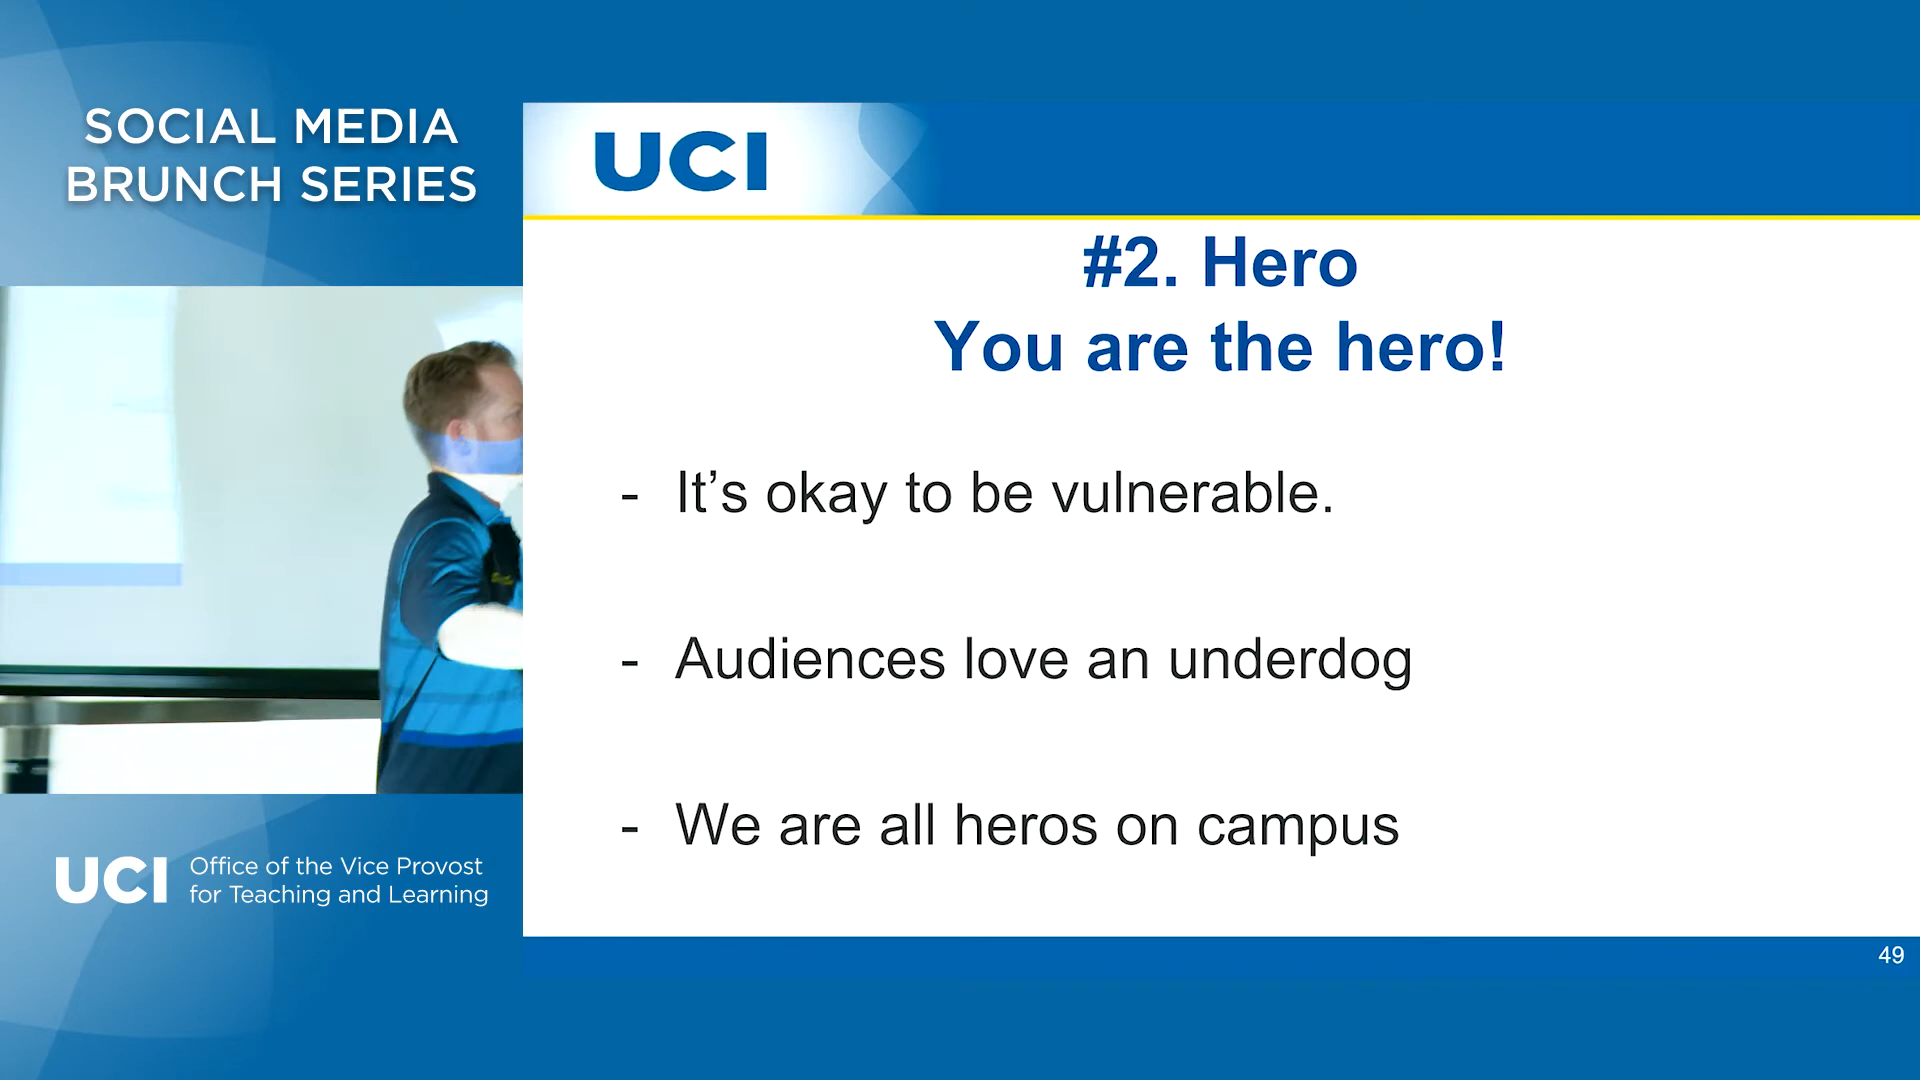 SOCIAL MEDIA
BRUNCH SERIES
UCI
#2. Hero
You are the hero!
- It’s okay to be vulnerable.
- Audiences love an underdog
- We are all heros on campus
UCI Office of the Vice Provost
for Teaching and Learning
49